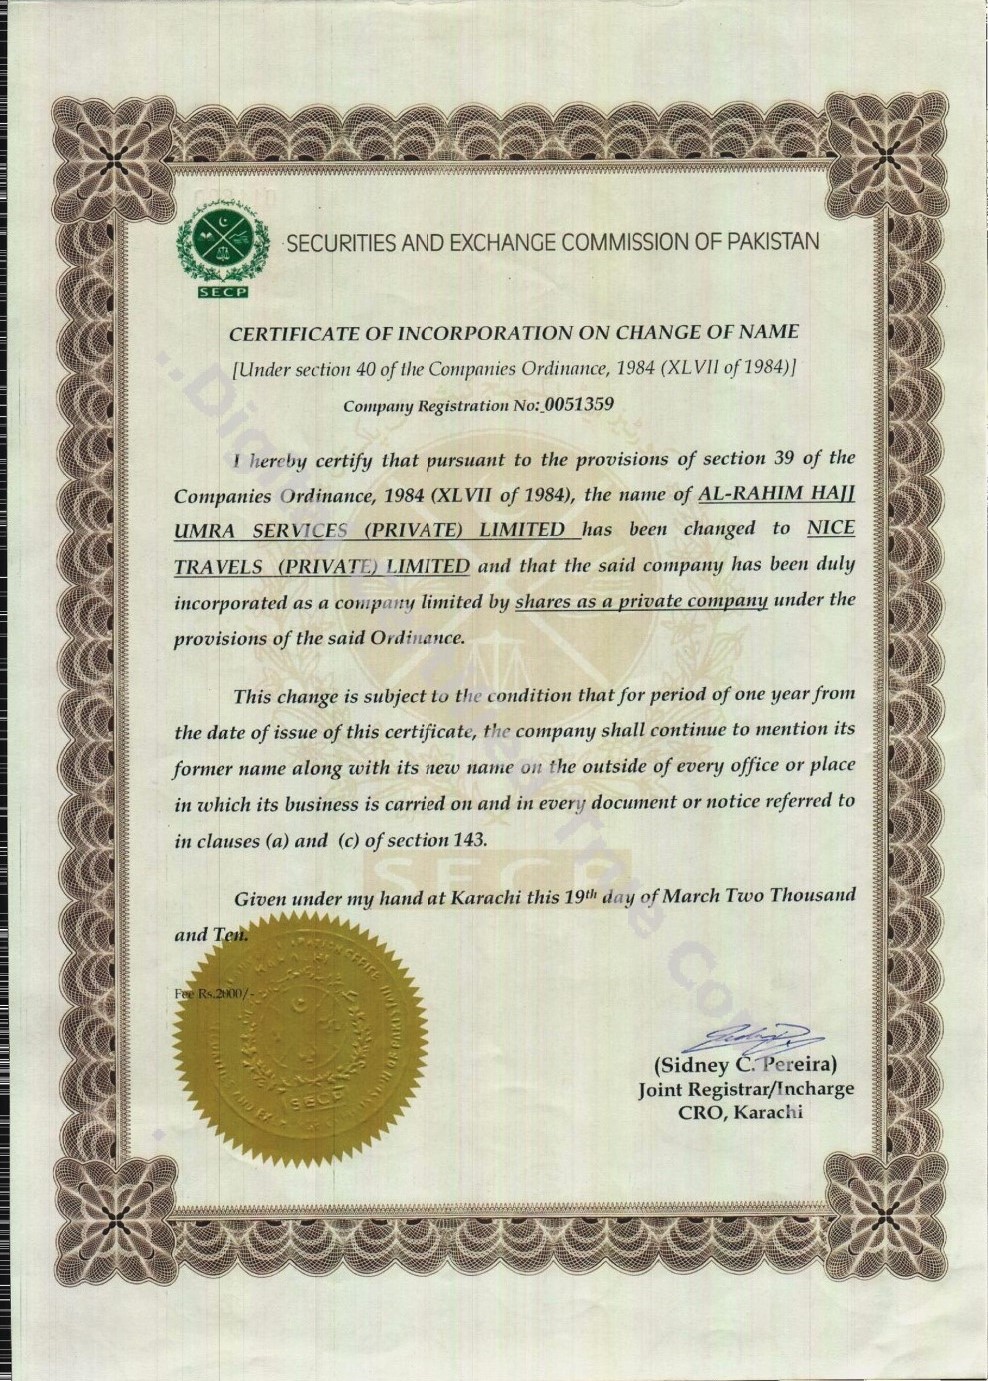 SECP
SECURITIES AND EXCHANGE COMMISSION OF PAKISTAN
CERTIFICATE OF INCORPORATION ON CHANGE OF NAME
[Under section 40 of the Companies Ordinance, 1984 (XLVII of 1984)]
Company Registration No: 0051359
I hereby certify that pursuant to the provisions of section 39 of the
Companies Ordinance, 1984 (XLVII of 1984), the name of AL-RAHIM HAJJ
UMRA SERVICES (PRIVATE) LIMITED has been changed to NICE
TRAVELS (PRIVATE) LIMITED and that the said company has been duly
incorporated as a company limited by shares as a private company under the
provisions of the said Ordinance.
This change is subject to the condition that for period of one year from
the date of issue of this certificate, the company shall continue to mention its
former name along with its new name on the outside of every office or place
in which its business is carried on and in every document or notice referred to
in clauses (a) and (c) of section 143.
SECP
Given under my hand at Karachi this 19th day of March Two Thousand
and Ten.
Fee Rs.2000/-
SECP
(Sidney C. Pereira)
Joint Registrar/Incharge
CRO, Karachi